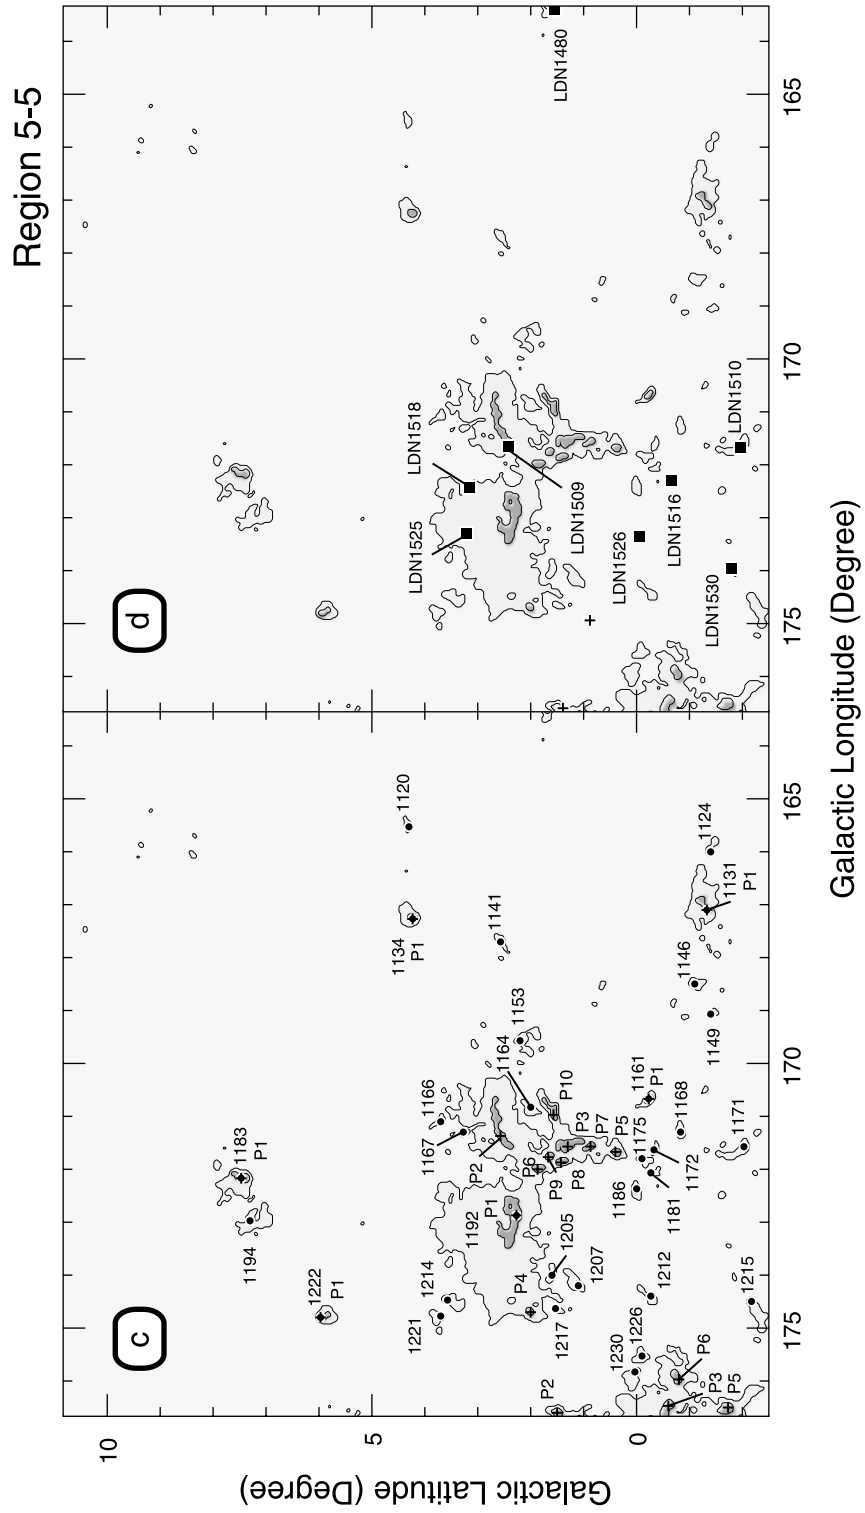 Region 5-5
c
1222
P1
1194
1183
P1
1134
P1
1120
1221
1214
1167
1166
1141
P4
1192
P1
P2
1164
1153
1217
1205
1207
P6
P9
P8
P10
P3
P7
P5
P2
1230
1226
1212
1186
1181
1175
1172
1161
P1
1168
1149
1146
1131
P1
1124
P6
P3
P5
1215
1171
d
LDN1525
LDN1518
LDN1509
LDN1480
LDN1526
LDN1516
LDN1530
LDN1510
10
5
0
175
170
165
175
170
165
Galactic Latitude (Degree)
Galactic Longitude (Degree)